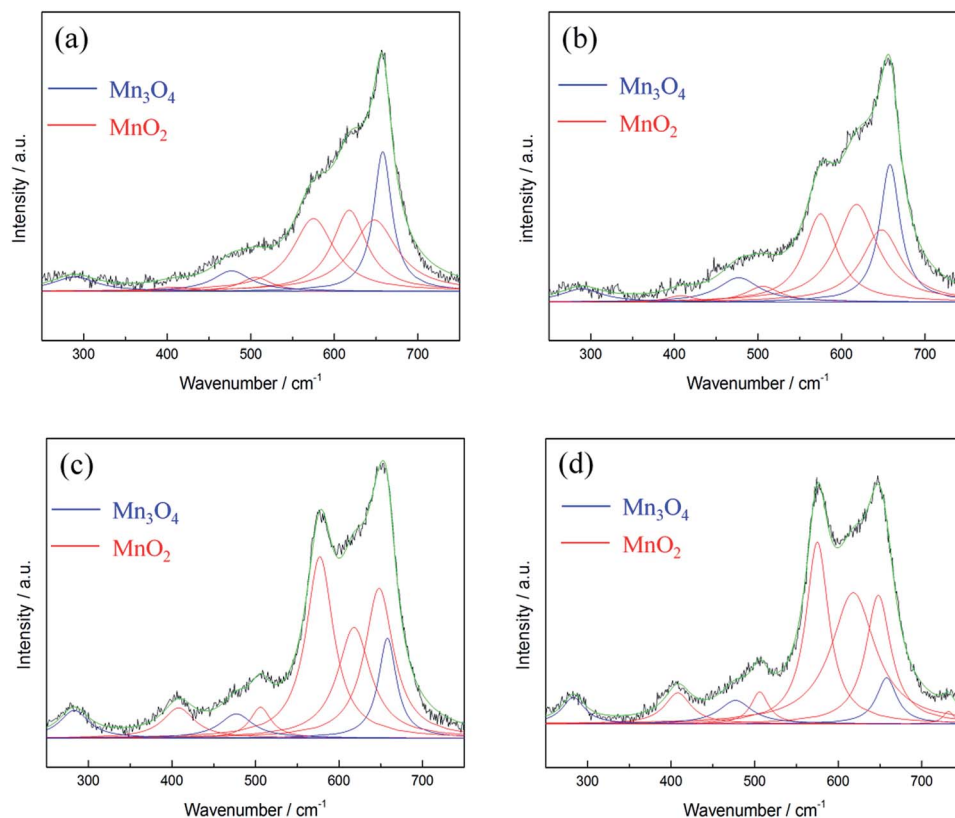 (a)
Mn₃O₄
MnO₂
Intensity / a.u.
300 400 500 600 700
Wavenumber / cm⁻¹
(b)
Mn₃O₄
MnO₂
intensity / a.u.
300 400 500 600 700
Wavenumber / cm⁻¹
(c)
Mn₃O₄
MnO₂
Intensity / a.u.
300 400 500 600 700
Wavenumber / cm⁻¹
(d)
Mn₃O₄
MnO₂
Intensity / a.u.
300 400 500 600 700
Wavenumber / cm⁻¹